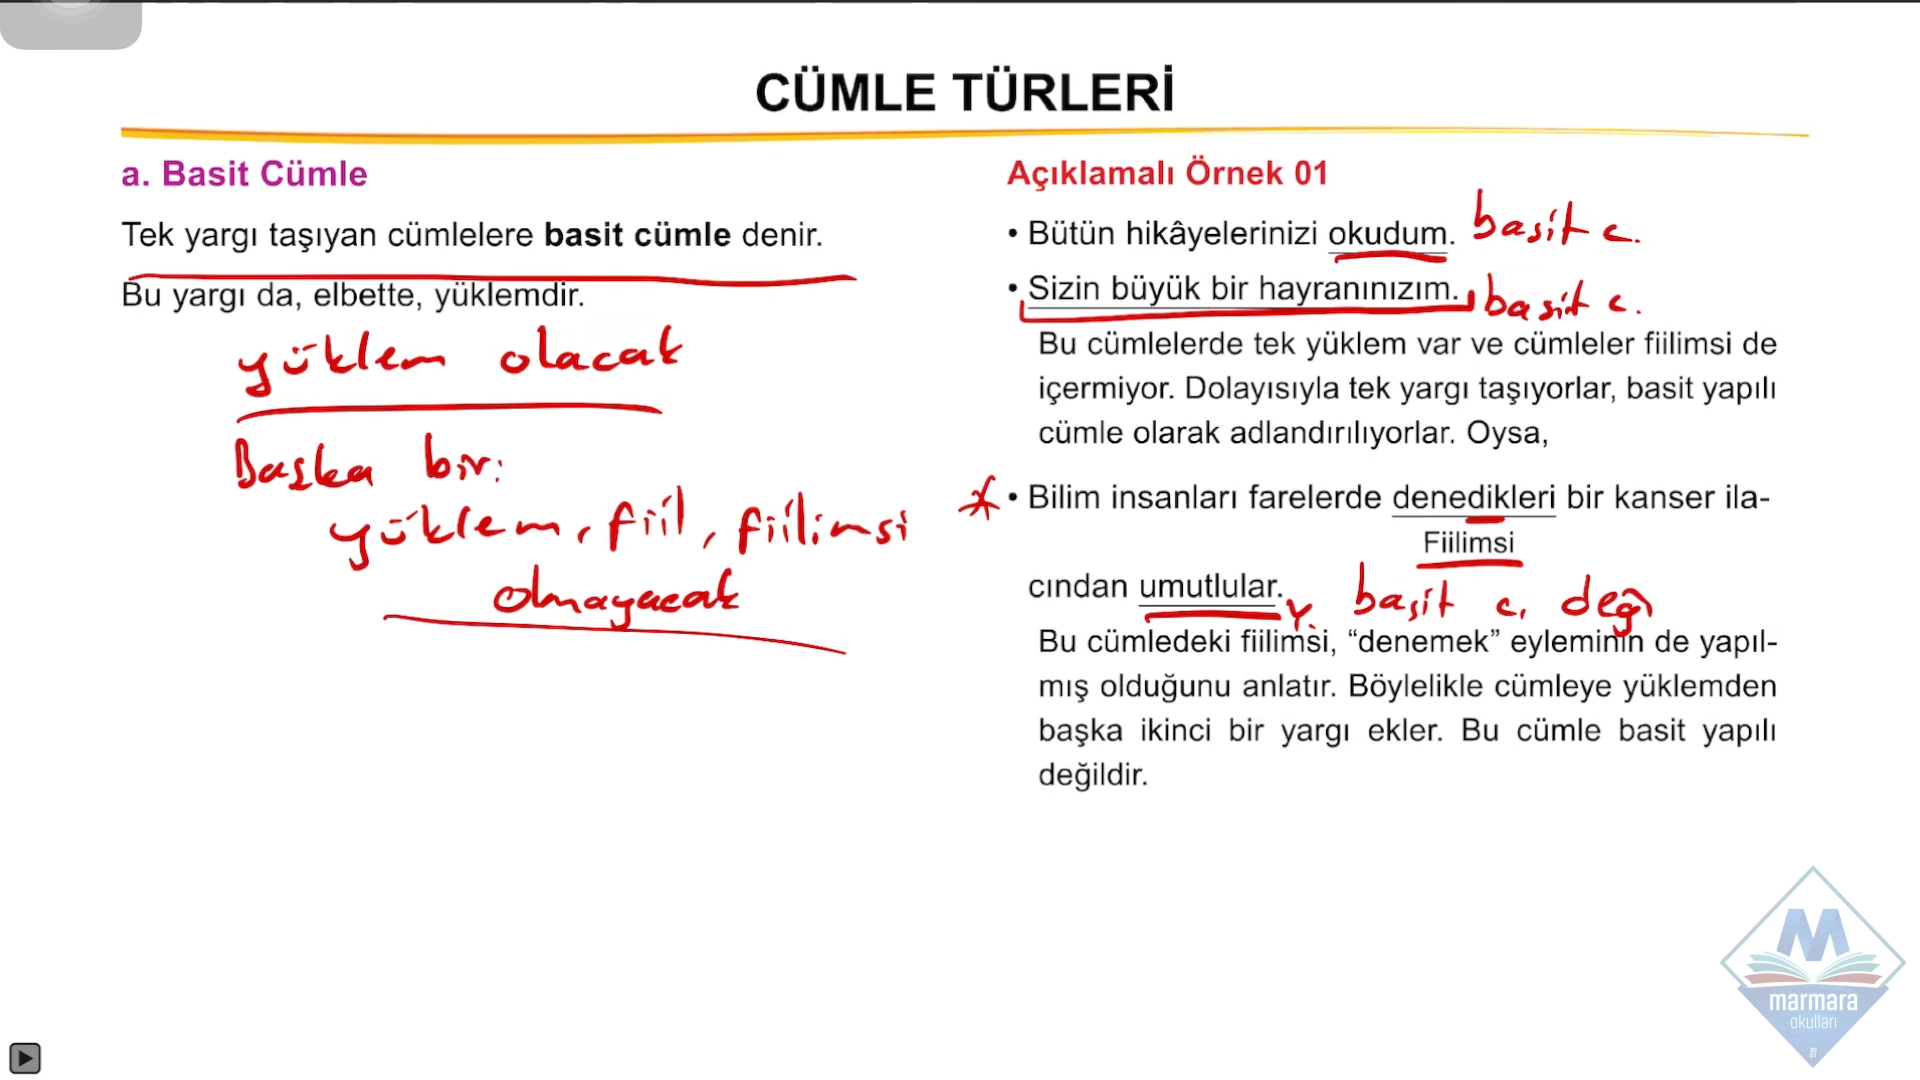 CÜMLE TÜRLERİ
a. Basit Cümle
Tek yargı taşıyan cümlelere basit cümle denir.
Bu yargı da, elbette, yüklemdir.
yüklem olacak
Başka bir:
yüklem, fiil, fiilimsi
olmayacak
Açıklamalı Örnek 01
• Bütün hikâyelerinizi okudum. basit c.
• Sizin büyük bir hayranınızım. basit c.
Bu cümlelerde tek yüklem var ve cümleler fiilimsi de
içermiyor. Dolayısıyla tek yargı taşıyorlar, basit yapılı
cümle olarak adlandırılıyorlar. Oysa,
* • Bilim insanları farelerde denedikleri bir kanser ila-
Fiilimsi
cından umutlular. Y. basit c. değ
Bu cümledeki fiilimsi, “denemek” eyleminin de yapıl-
mış olduğunu anlatır. Böylelikle cümleye yüklemden
başka ikinci bir yargı ekler. Bu cümle basit yapılı
değildir.
M
marmara
okulları
20
01